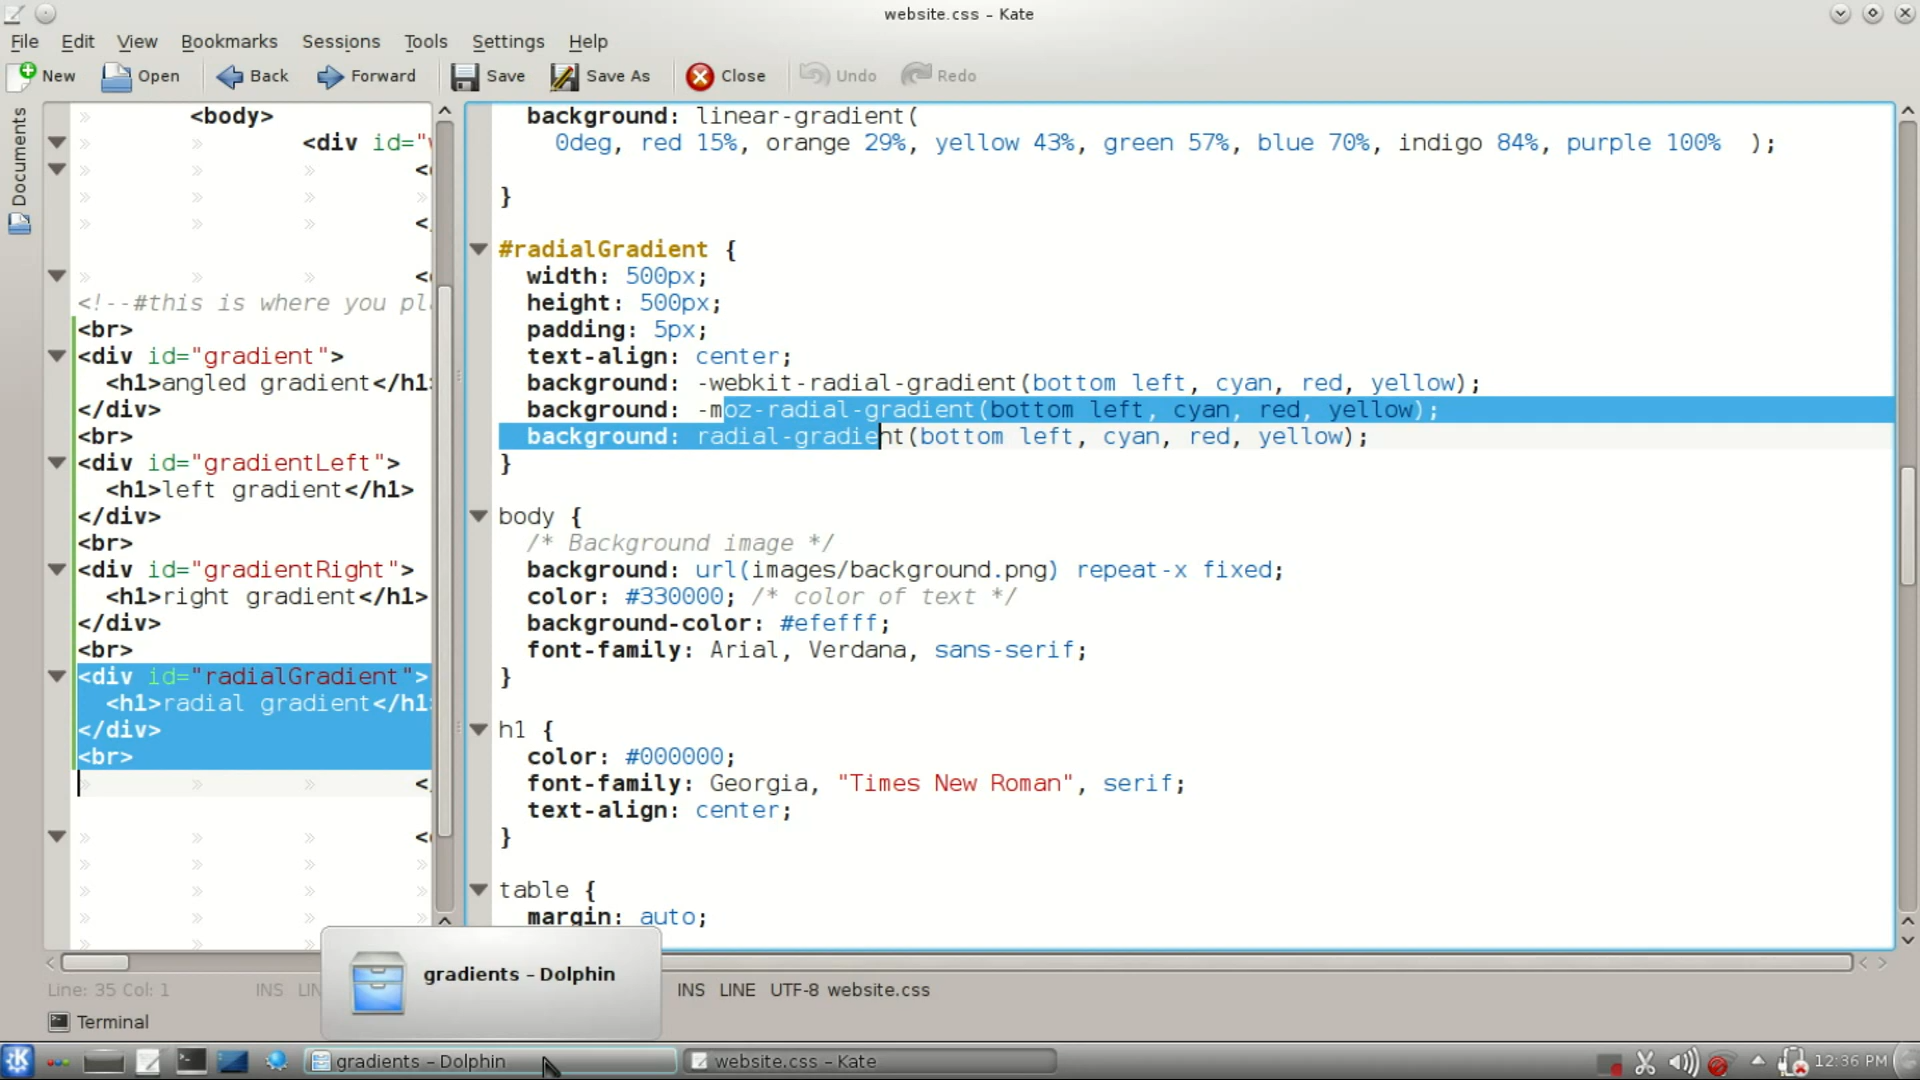 website.css – Kate
File Edit View Bookmarks Sessions Tools Settings Help
New Open Back Forward Save Save As Close Undo Redo
Documents
<body>
<div id="
<
<
<
<!--#this is where you pl
<br>
<div id="gradient">
<h1>angled gradient</h1
</div>
<br>
<div id="gradientLeft">
<h1>left gradient</h1>
</div>
<br>
<div id="gradientRight">
<h1>right gradient</h1>
</div>
<br>
<div id="radialGradient">
<h1>radial gradient</h1
</div>
<br>
</
<
background: linear-gradient(
0deg, red 15%, orange 29%, yellow 43%, green 57%, blue 70%, indigo 84%, purple 100% );
}
#radialGradient {
width: 500px;
height: 500px;
padding: 5px;
text-align: center;
background: -webkit-radial-gradient(bottom left, cyan, red, yellow);
background: -moz-radial-gradient(bottom left, cyan, red, yellow);
background: radial-gradient(bottom left, cyan, red, yellow);
}
body {
/* Background image */
background: url(images/background.png) repeat-x fixed;
color: #330000; /* color of text */
background-color: #efefff;
font-family: Arial, Verdana, sans-serif;
}
h1 {
color: #000000;
font-family: Georgia, "Times New Roman", serif;
text-align: center;
}
table {
margin: auto;
gradients – Dolphin
Line: 35 Col: 1 INS LIN
INS LINE UTF-8 website.css
Terminal
gradients – Dolphin
website.css – Kate
12:36 PM